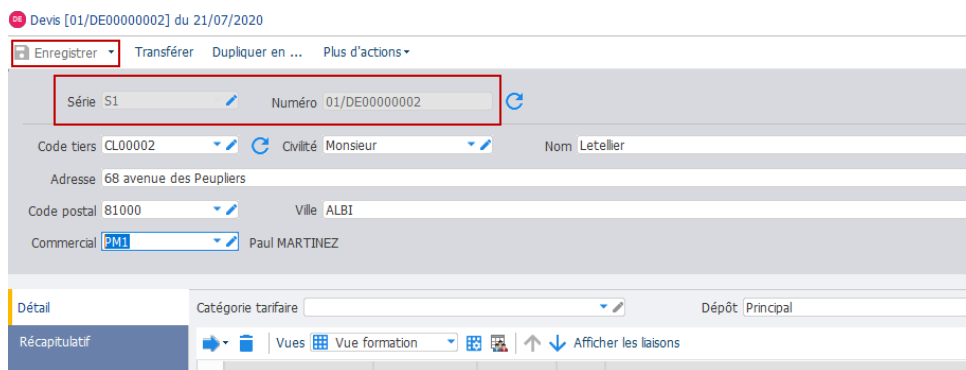 DE Devis [01/DE00000002] du 21/07/2020
Enregistrer Transférer Dupliquer en ... Plus d'actions
Série S1 Numéro 01/DE00000002
Code tiers CL00002 Civilité Monsieur Nom Letellier
Adresse 68 avenue des Peupliers
Code postal 81000 Ville ALBI
Commercial PM1 Paul MARTINEZ
Détail Catégorie tarifaire Dépôt Principal
Récapitulatif Vues Vue formation Afficher les liaisons